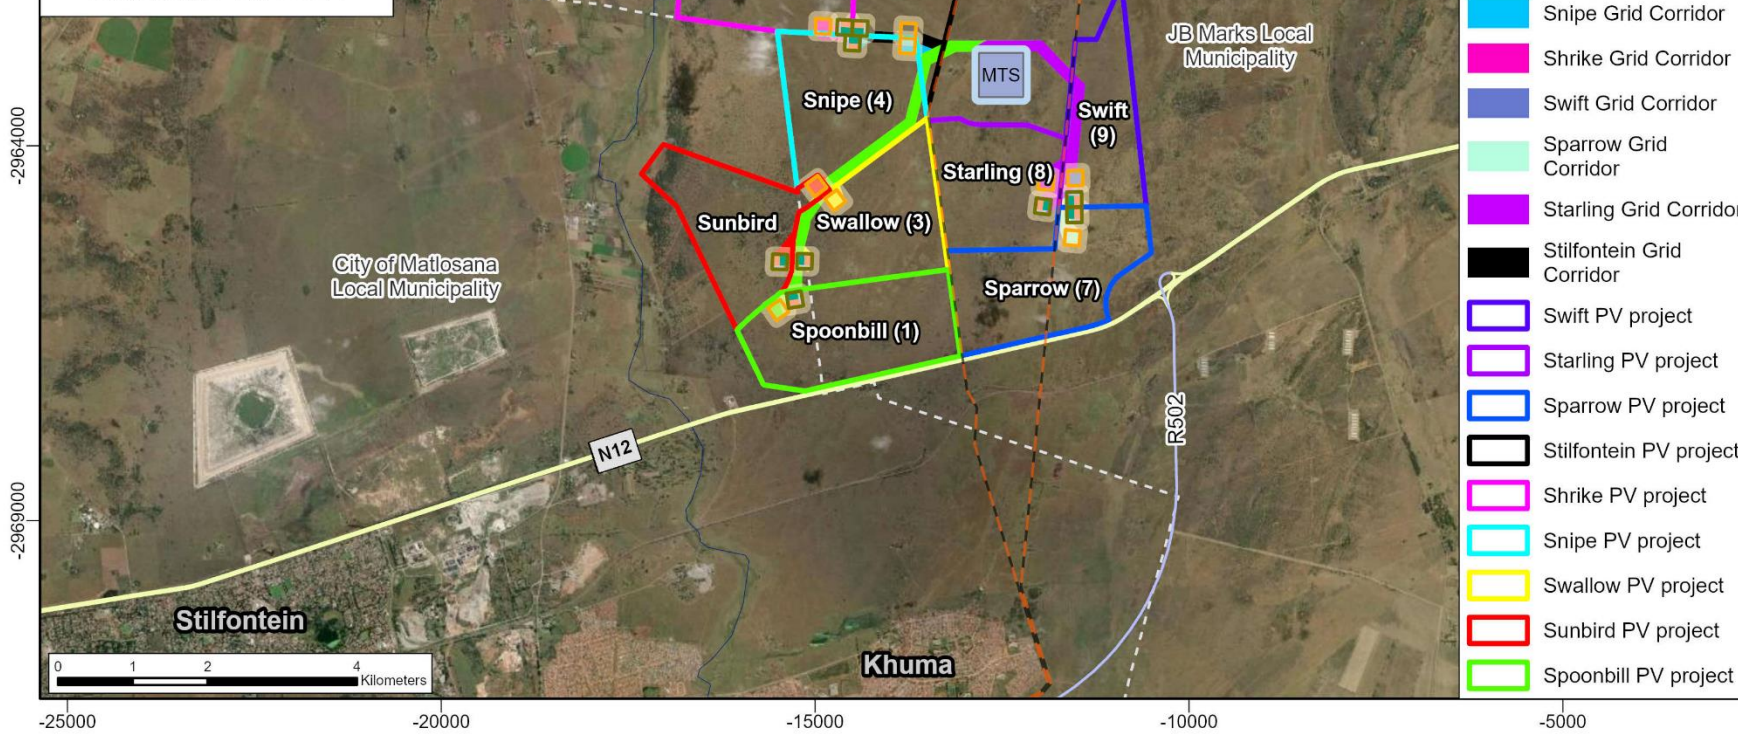 JB Marks Local
Municipality
MTS
Snipe (4)
Swift
(9)
Starling (8)
Sunbird
Swallow (3)
City of Matlosana
Local Municipality
Sparrow (7)
Spoonbill (1)
N12
R502
Stilfontein
Khuma
0 1 2 4
Kilometers
-2964000
-2969000
-25000 -20000 -15000 -10000 -5000
Snipe Grid Corridor
Shrike Grid Corridor
Swift Grid Corridor
Sparrow Grid
Corridor
Starling Grid Corridor
Stilfontein Grid
Corridor
Swift PV project
Starling PV project
Sparrow PV project
Stilfontein PV project
Shrike PV project
Snipe PV project
Swallow PV project
Sunbird PV project
Spoonbill PV project